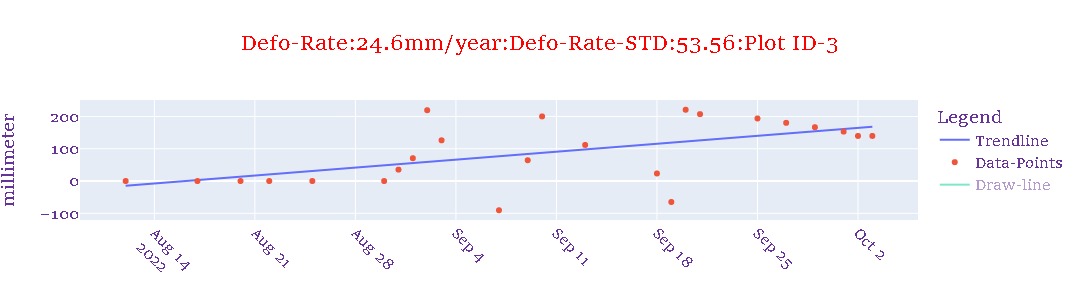 Defo-Rate:24.6mm/year:Defo-Rate-STD:53.56:Plot ID-3
millimeter
200
100
0
−100
Aug 14
2022
Aug 21
Aug 28
Sep 4
Sep 11
Sep 18
Sep 25
Oct 2
Legend
Trendline
Data-Points
Draw-line